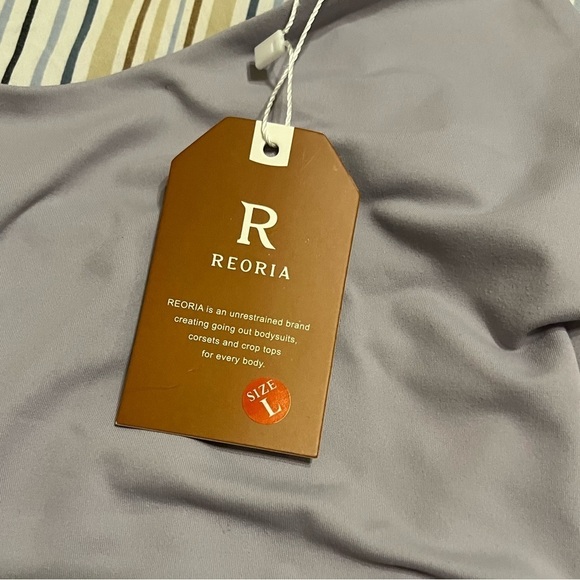 R
REORIA
REORIA is an unrestrained brand
creating going out bodysuits,
corsets and crop tops
for every body.
SIZE
L